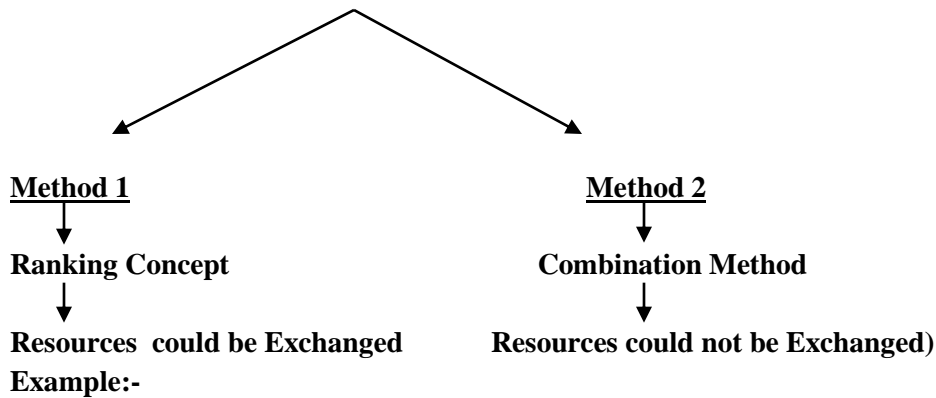 Method 1
Method 2
Ranking Concept
Combination Method
Resources could be Exchanged
Resources could not be Exchanged)
Example:-